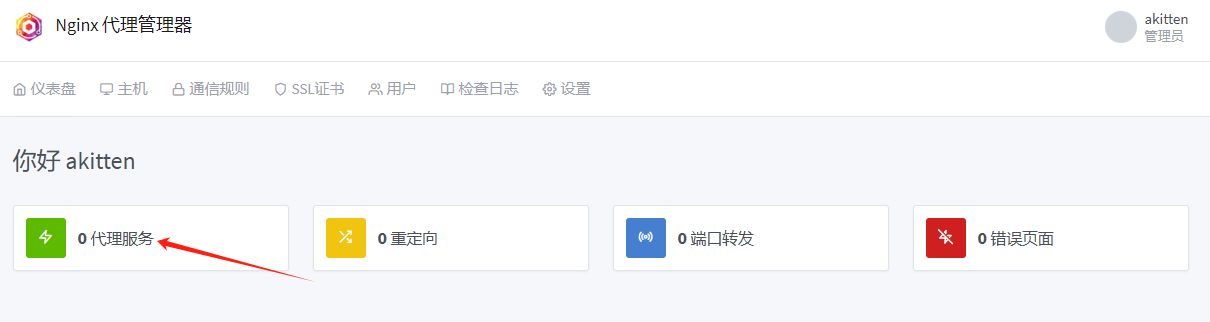 Nginx 代理管理器
akitten
管理员
仪表盘 主机 通信规则 SSL证书 用户 检查日志 设置
你好 akitten
0 代理服务 0 重定向 0 端口转发 0 错误页面